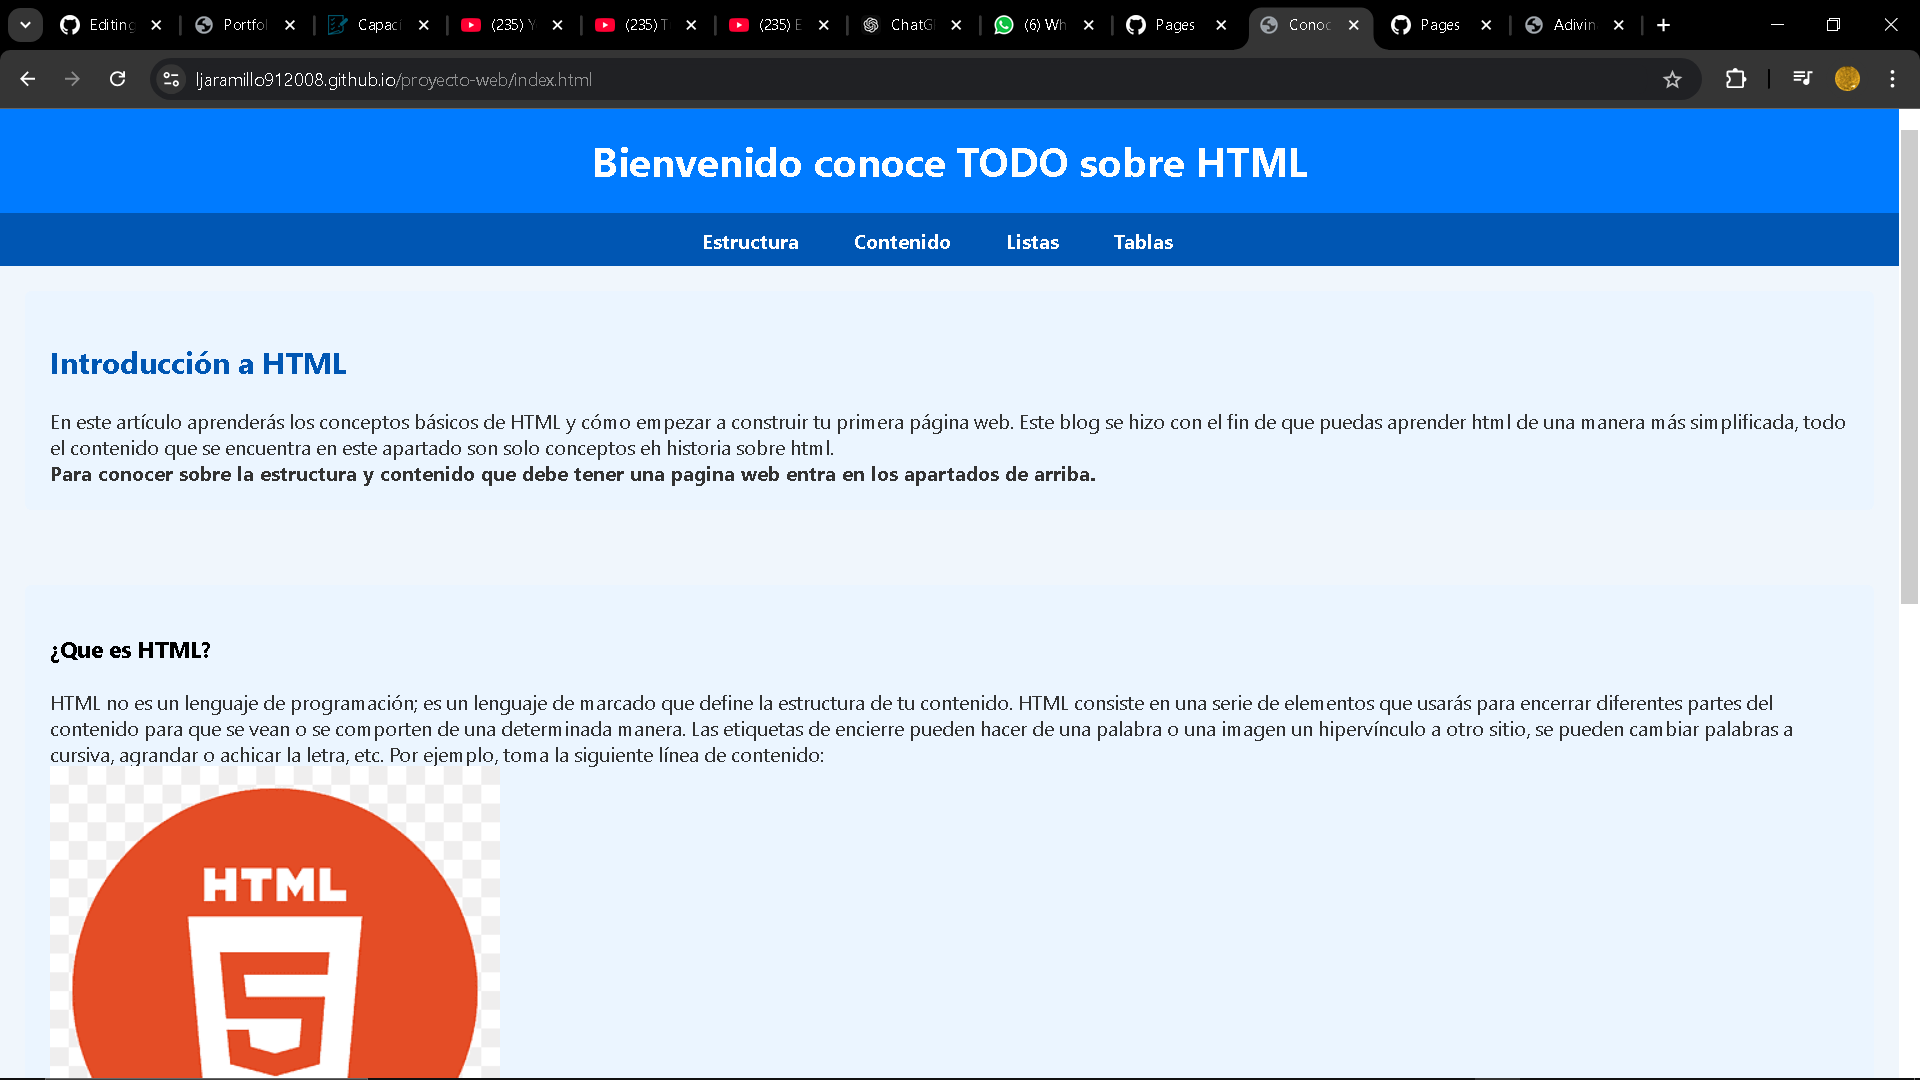 Editing
Portfol
Capaci
(235) Y
(235) T
(235) E
ChatG
(6) Wh
Pages
Conoc
Pages
Adivin
ljaramillo912008.github.io/proyecto-web/index.html
Bienvenido conoce TODO sobre HTML
Estructura Contenido Listas Tablas
Introducción a HTML
En este artículo aprenderás los conceptos básicos de HTML y cómo empezar a construir tu primera página web. Este blog se hizo con el fin de que puedas aprender html de una manera más simplificada, todo
el contenido que se encuentra en este apartado son solo conceptos eh historia sobre html.
Para conocer sobre la estructura y contenido que debe tener una pagina web entra en los apartados de arriba.
¿Que es HTML?
HTML no es un lenguaje de programación; es un lenguaje de marcado que define la estructura de tu contenido. HTML consiste en una serie de elementos que usarás para encerrar diferentes partes del
contenido para que se vean o se comporten de una determinada manera. Las etiquetas de encierre pueden hacer de una palabra o una imagen un hipervínculo a otro sitio, se pueden cambiar palabras a
cursiva, agrandar o achicar la letra, etc. Por ejemplo, toma la siguiente línea de contenido:
HTML
5